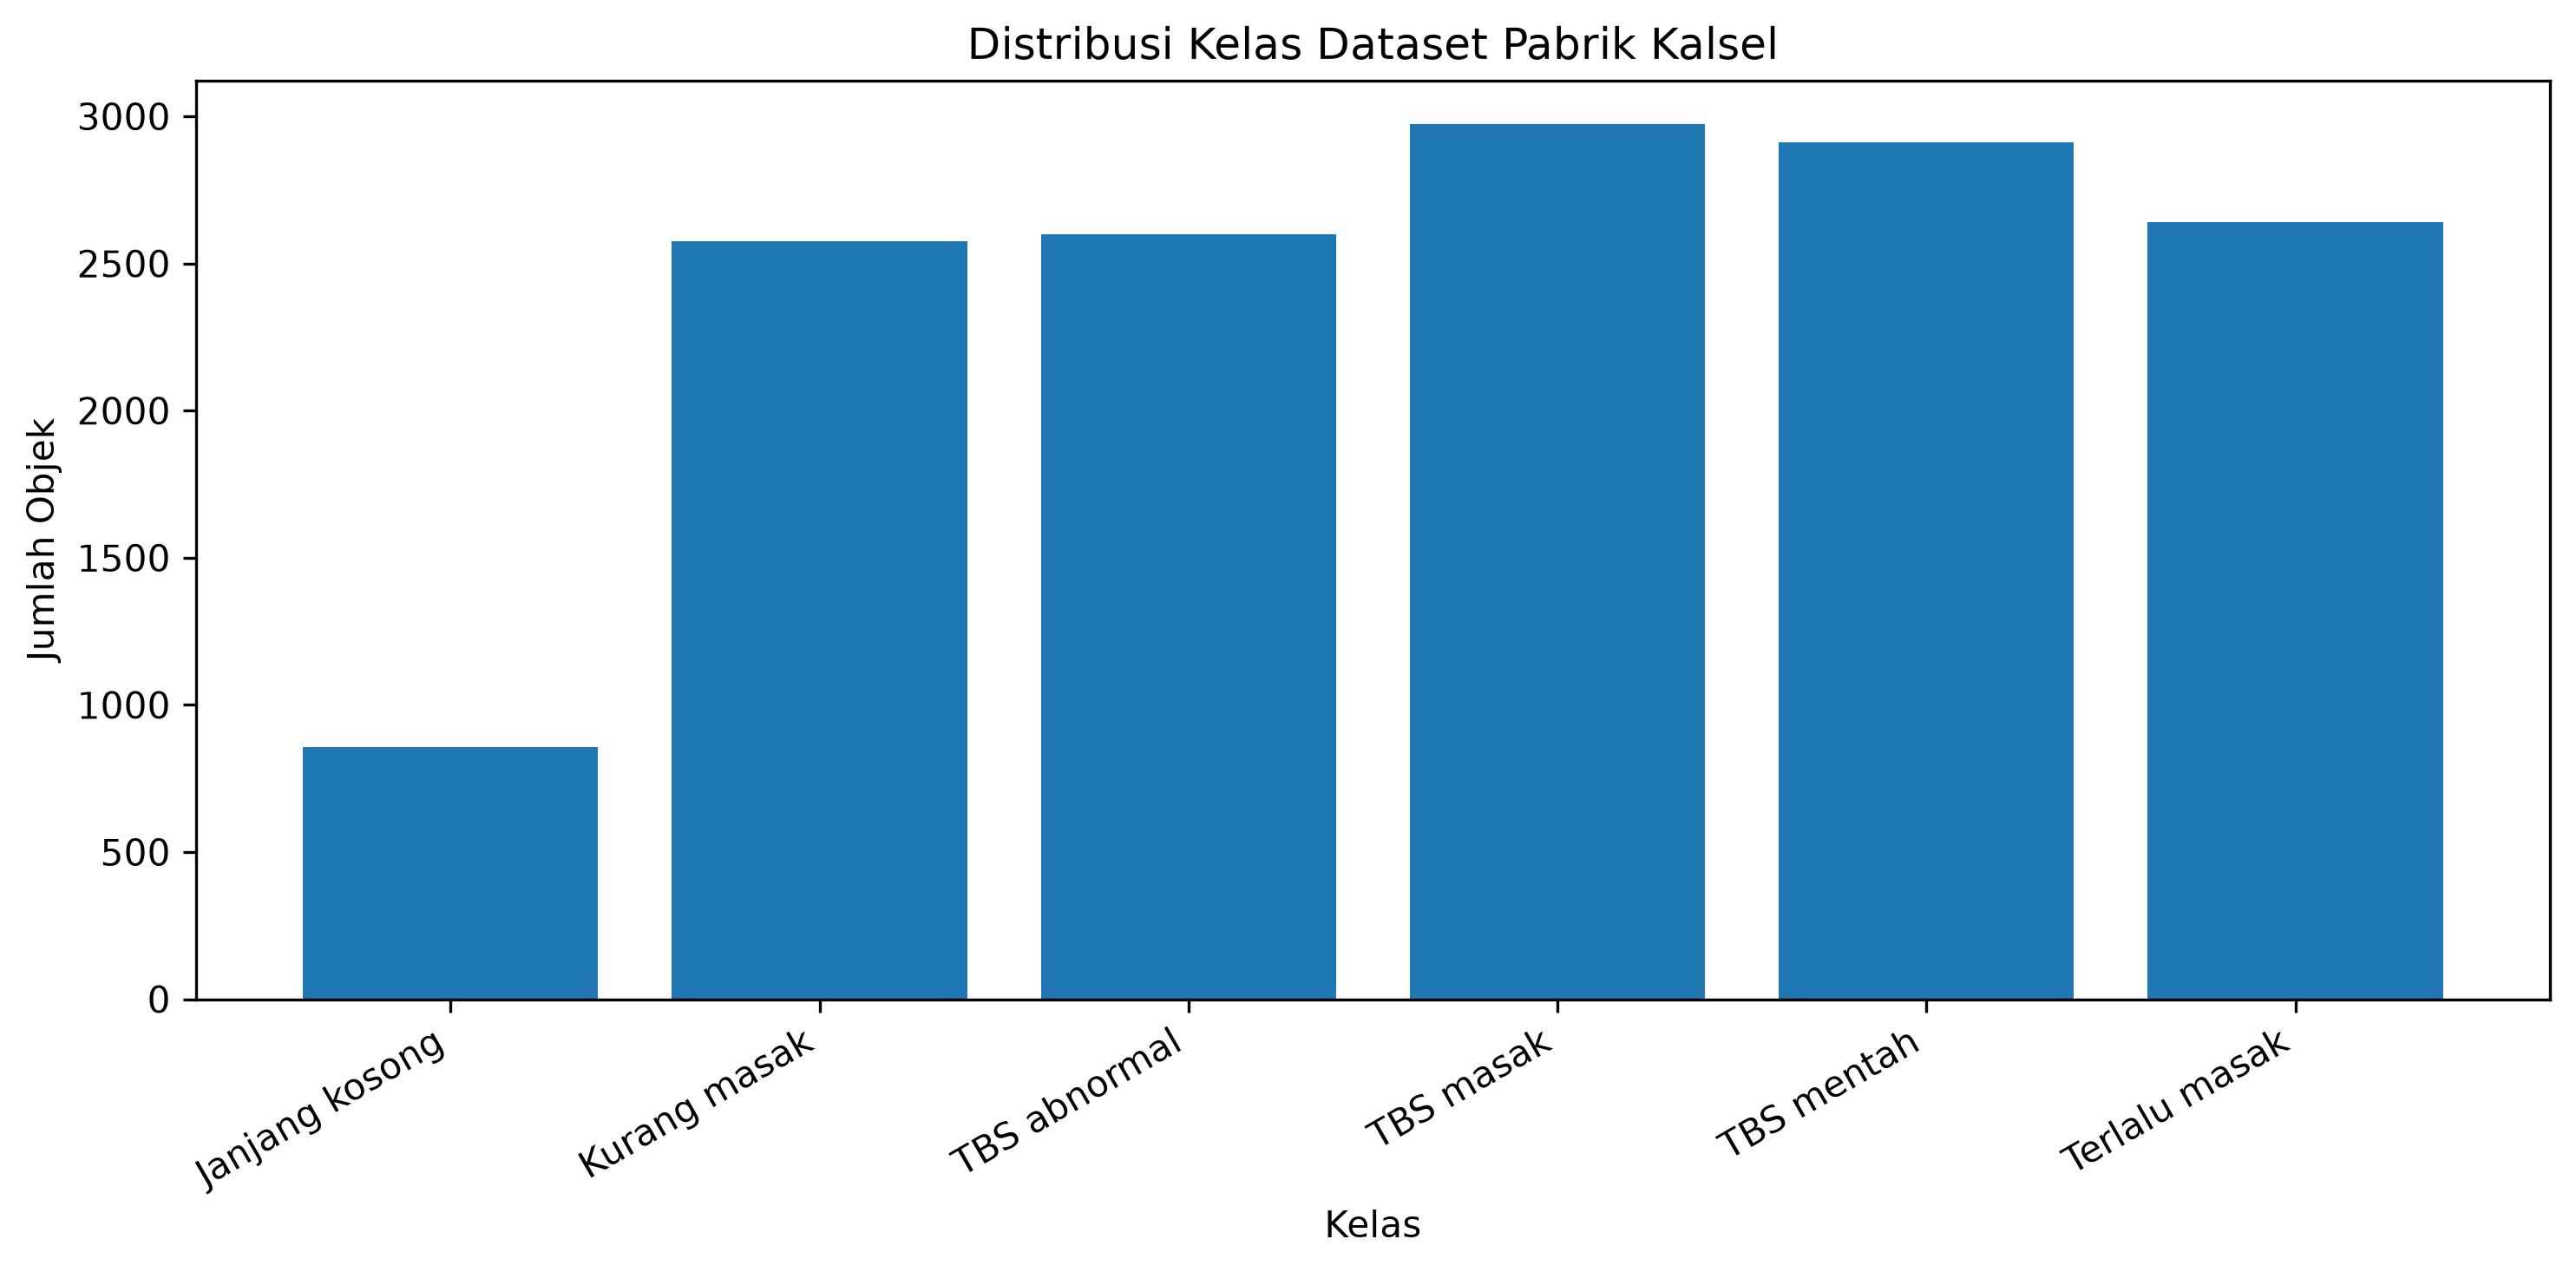 Distribusi Kelas Dataset Pabrik Kalsel
3000
2500
2000
1500
1000
500
0
Jumlah Objek
Janjang kosong
Kurang masak
TBS abnormal
TBS masak
TBS mentah
Terlalu masak
Kelas